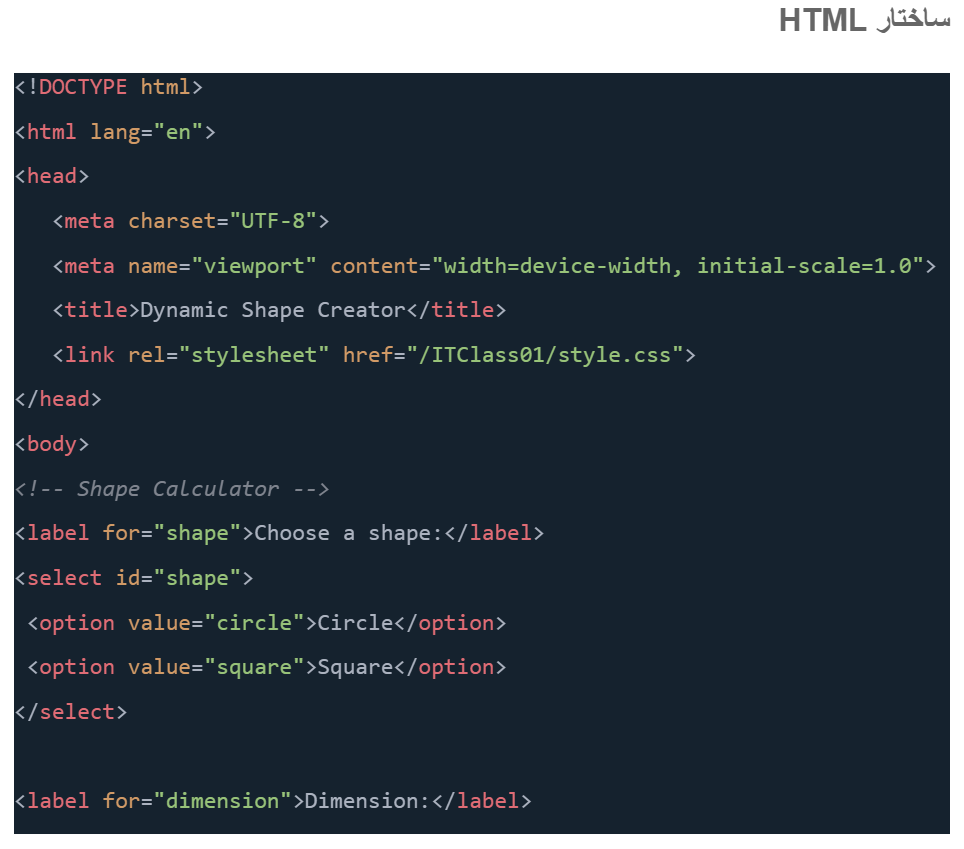 ساختار HTML
<!DOCTYPE html>
<html lang="en">
<head>
<meta charset="UTF-8">
<meta name="viewport" content="width=device-width, initial-scale=1.0">
<title>Dynamic Shape Creator</title>
<link rel="stylesheet" href="/ITClass01/style.css">
</head>
<body>
<!-- Shape Calculator -->
<label for="shape">Choose a shape:</label>
<select id="shape">
<option value="circle">Circle</option>
<option value="square">Square</option>
</select>
<label for="dimension">Dimension:</label>